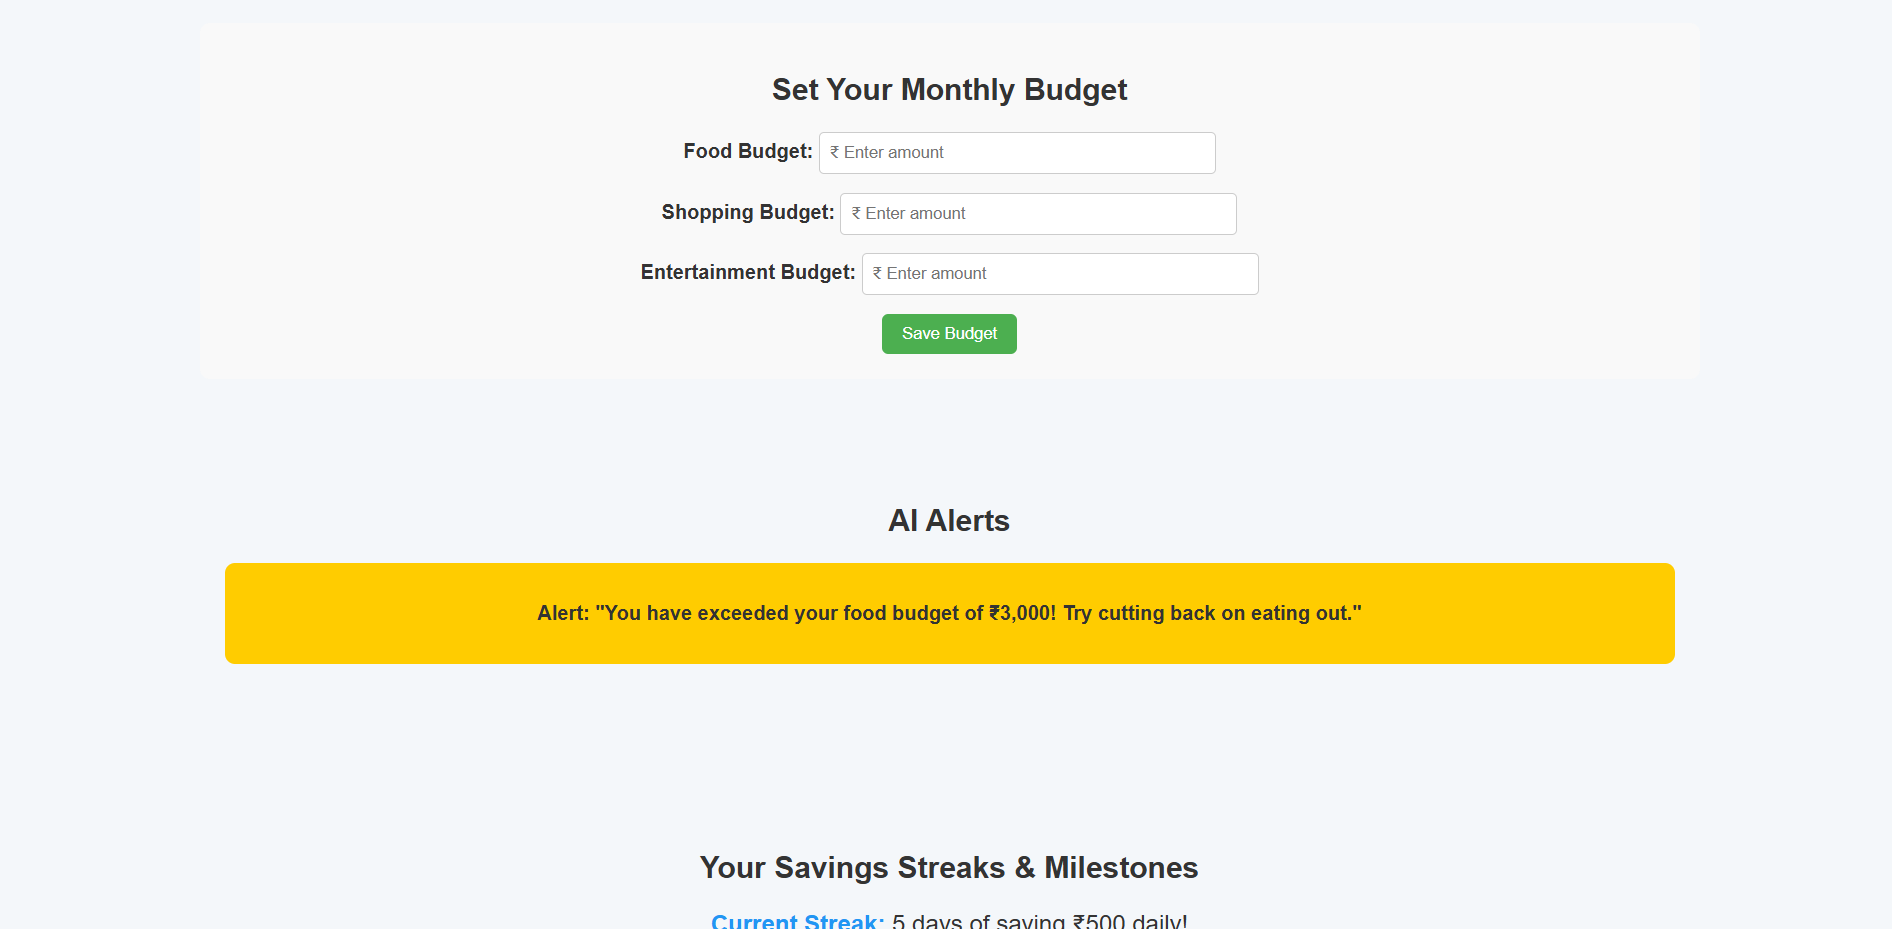 Set Your Monthly Budget
Food Budget: ₹ Enter amount
Shopping Budget: ₹ Enter amount
Entertainment Budget: ₹ Enter amount
Save Budget
AI Alerts
Alert: "You have exceeded your food budget of ₹3,000! Try cutting back on eating out."
Your Savings Streaks & Milestones
Current Streak: 5 days of saving ₹500 daily!